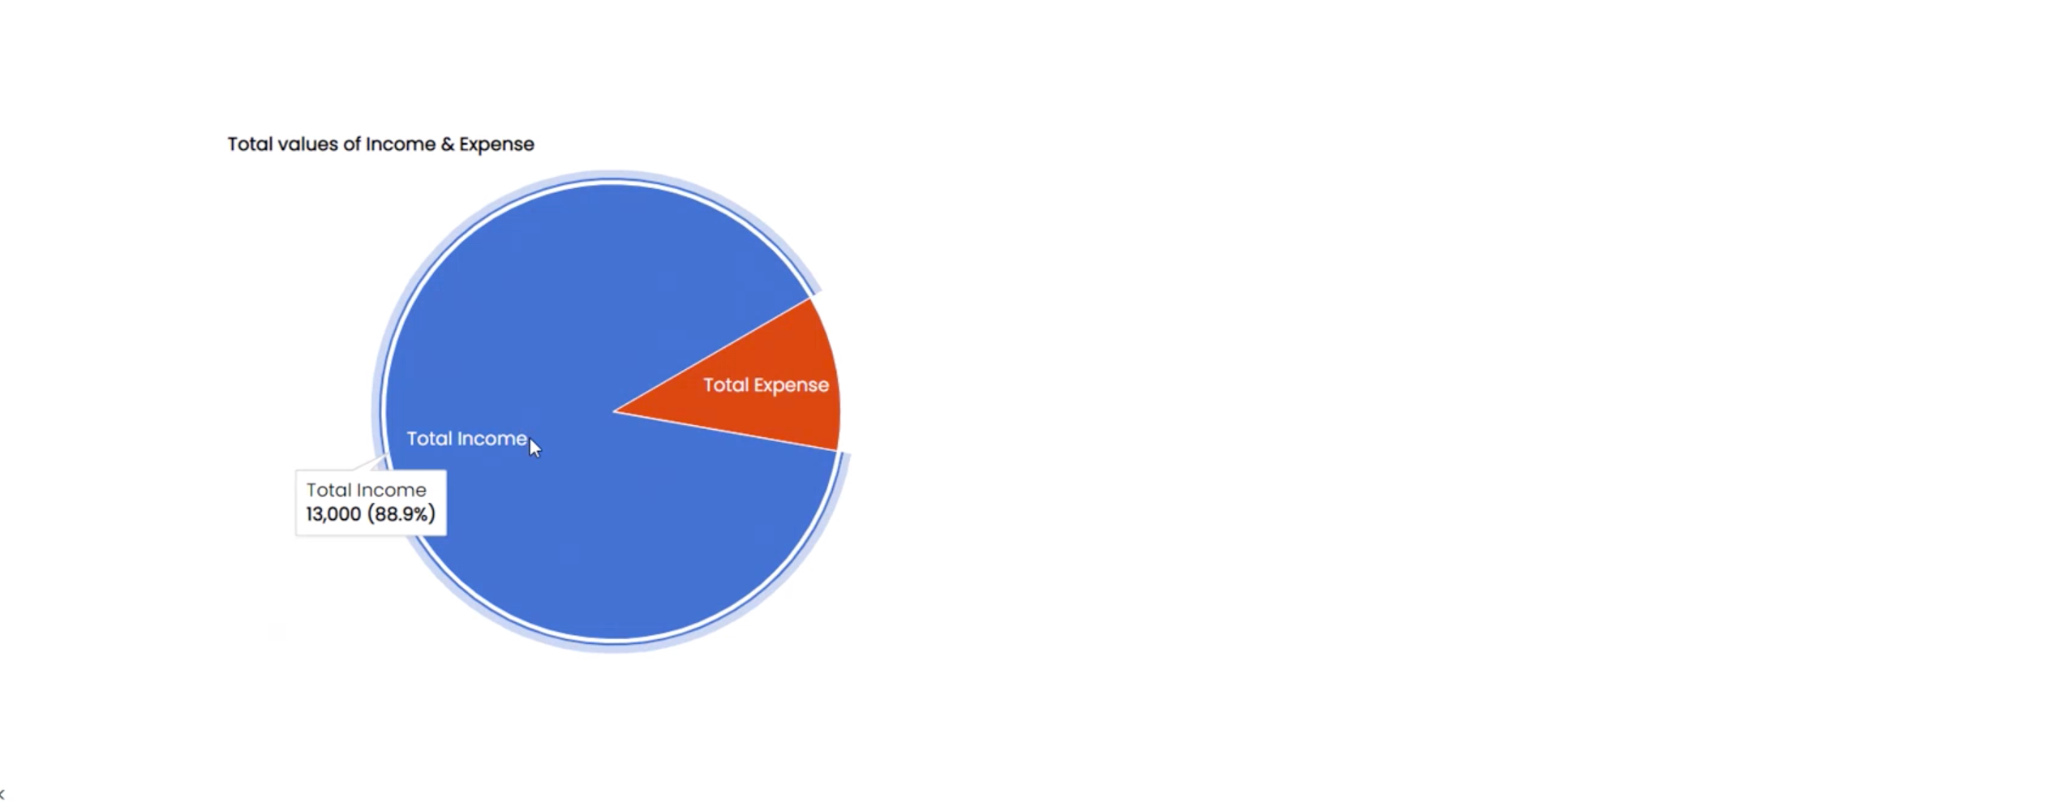 Total values of Income & Expense
Total Expense
Total Income
Total Income
13,000 (88.9%)